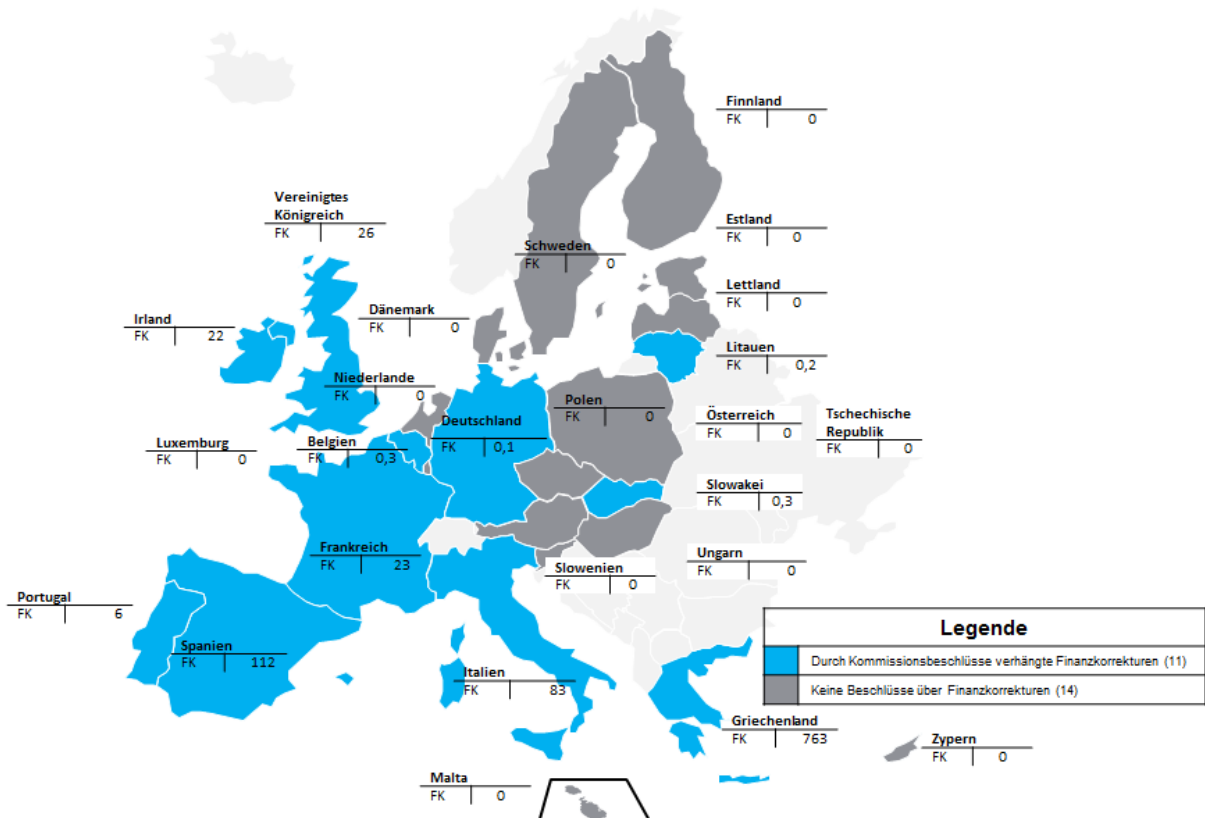 Finnland
FK 0
Vereinigtes
Königreich
FK 26
Estland
FK 0
Schweden
FK 0
Lettland
FK 0
Dänemark
FK 0
Irland
FK 22
Litauen
FK 0,2
Niederlande
FK 0
Polen
FK 0
Österreich
FK 0
Tschechische
Republik
FK 0
Deutschland
FK 0,1
Luxemburg
FK 0
Belgien
FK 0,3
Slowakei
FK 0,3
Frankreich
FK 23
Slowenien
FK 0
Ungarn
FK 0
Portugal
FK 6
Spanien
FK 112
Italien
FK 83
Legende
Durch Kommissionsbeschlüsse verhängte Finanzkorrekturen (11)
Keine Beschlüsse über Finanzkorrekturen (14)
Griechenland
FK 763
Zypern
FK 0
Malta
FK 0